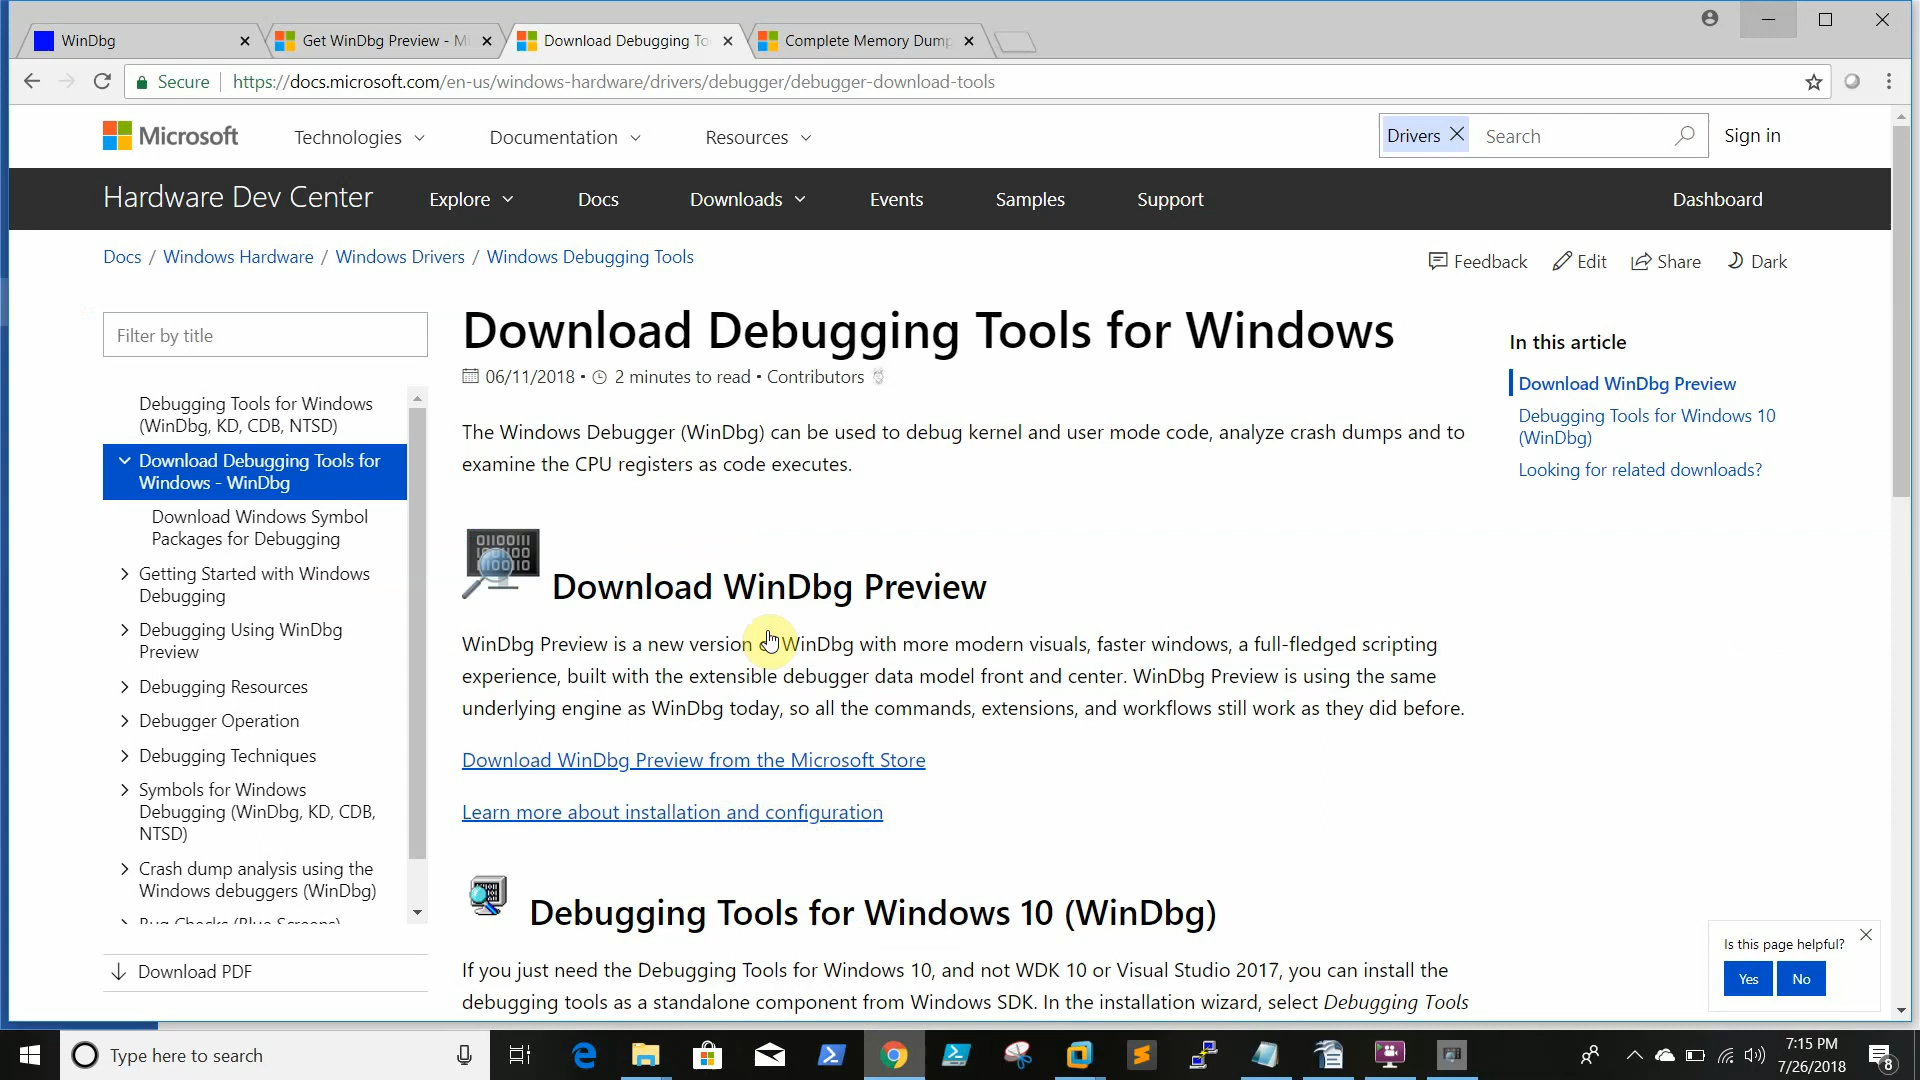 WinDbg
Get WinDbg Preview - Mi
Download Debugging To
Complete Memory Dump
Secure
https://docs.microsoft.com/en-us/windows-hardware/drivers/debugger/debugger-download-tools
Microsoft
Technologies
Documentation
Resources
Drivers
Search
Sign in
Hardware Dev Center
Explore
Docs
Downloads
Events
Samples
Support
Dashboard
Docs / Windows Hardware / Windows Drivers / Windows Debugging Tools
Feedback
Edit
Share
Dark
Filter by title
Debugging Tools for Windows
(WinDbg, KD, CDB, NTSD)
Download Debugging Tools for
Windows - WinDbg
Download Windows Symbol
Packages for Debugging
Getting Started with Windows
Debugging
Debugging Using WinDbg
Preview
Debugging Resources
Debugger Operation
Debugging Techniques
Symbols for Windows
Debugging (WinDbg, KD, CDB,
NTSD)
Crash dump analysis using the
Windows debuggers (WinDbg)
Bug Checks (Blue Screens)
Download PDF
Download Debugging Tools for Windows
06/11/2018 • 2 minutes to read • Contributors
The Windows Debugger (WinDbg) can be used to debug kernel and user mode code, analyze crash dumps and to
examine the CPU registers as code executes.
Download WinDbg Preview
WinDbg Preview is a new version WinDbg with more modern visuals, faster windows, a full-fledged scripting
experience, built with the extensible debugger data model front and center. WinDbg Preview is using the same
underlying engine as WinDbg today, so all the commands, extensions, and workflows still work as they did before.
Download WinDbg Preview from the Microsoft Store
Learn more about installation and configuration
Debugging Tools for Windows 10 (WinDbg)
If you just need the Debugging Tools for Windows 10, and not WDK 10 or Visual Studio 2017, you can install the
debugging tools as a standalone component from Windows SDK. In the installation wizard, select Debugging Tools
In this article
Download WinDbg Preview
Debugging Tools for Windows 10
(WinDbg)
Looking for related downloads?
Is this page helpful?
Yes
No
Type here to search
7:15 PM
7/26/2018
8